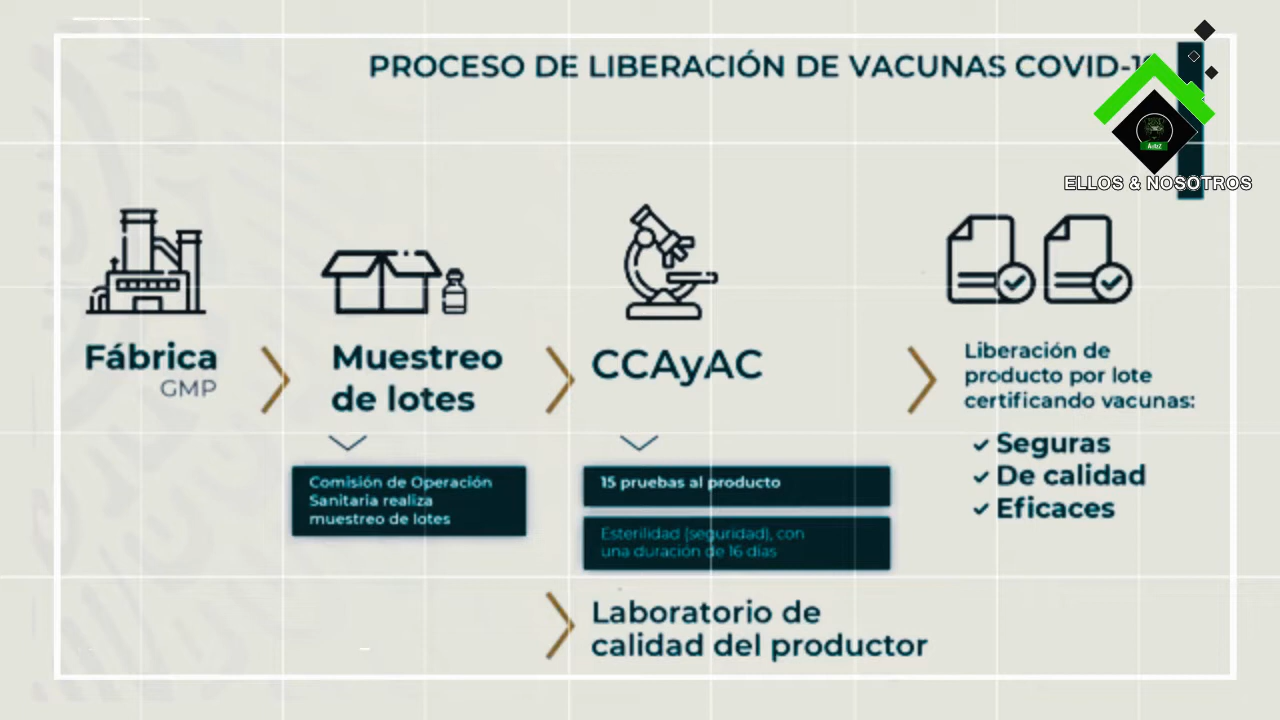 PROCESO DE LIBERACIÓN DE VACUNAS COVID-19
ELLOS & NOSOTROS
Fábrica
GMP
Muestreo
de lotes
Comisión de Operación
Sanitaria realiza
muestreo de lotes
CCAyAC
15 pruebas al producto
Esterilidad (seguridad), con
una duración de 16 días
Laboratorio de
calidad del productor
Liberación de
producto por lote
certificando vacunas:
Seguras
De calidad
Eficaces